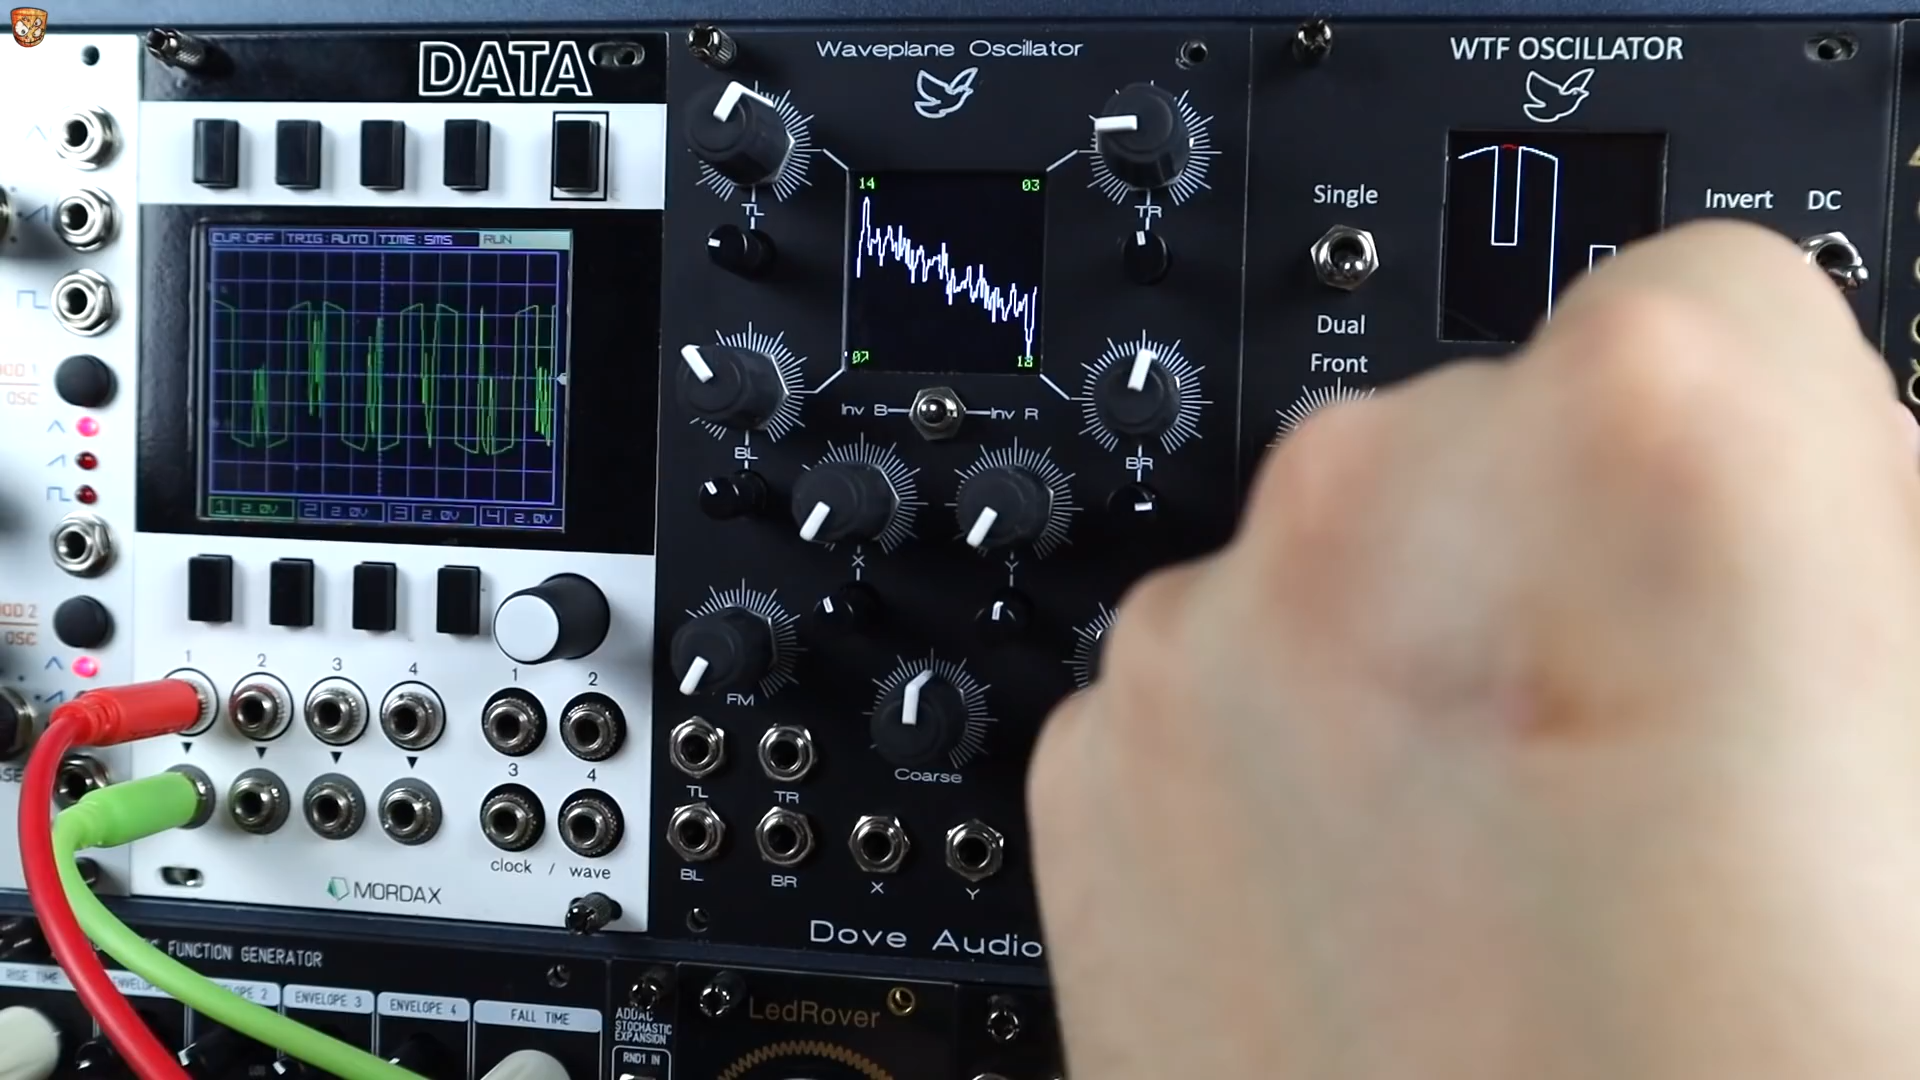 DATA
CUR:OFF TRIG:AUTO TIME:5MS RUN
1 2.0V 2 2.0V 3 2.0V 4 2.0V
1 2 3 4
1 2
3 4
clock / wave
MORDAX
OSC
OSC
Waveplane Oscillator
14 03
07 18
TL TR
Inv B Inv R
BL BR
X Y
FM
Coarse
TL TR
BL BR X Y
Dove Audio
WTF OSCILLATOR
Single Invert DC
Dual
Front
FUNCTION GENERATOR
RISE TIME
ENVELOPE 3 ENVELOPE 4 FALL TIME
ADDAC
STOCHASTIC
EXPANSION
RND1 IN
LedRover